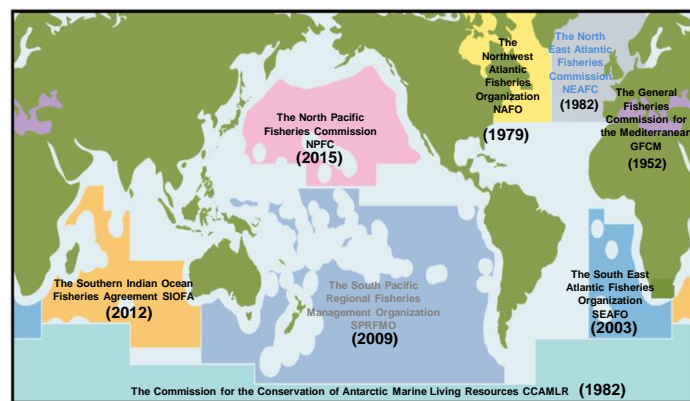 The
Northwest
Atlantic
Fisheries
Organization
NAFO
(1979)
The North
East Atlantic
Fisheries
Commission
NEAFC
(1982)
The General
Fisheries
Commission for
the Mediterranean
GFCM
(1952)
The North Pacific
Fisheries Commission
NPFC
(2015)
The Southern Indian Ocean
Fisheries Agreement SIOFA
(2012)
The South Pacific
Regional Fisheries
Management Organization
SPRFMO
(2009)
The South East
Atlantic Fisheries
Organization
SEAFO
(2003)
The Commission for the Conservation of Antarctic Marine Living Resources CCAMLR (1982)